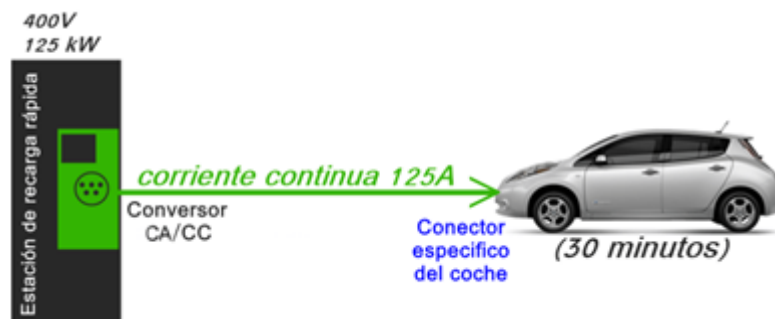 400V
125 kW
Estación de recarga rápida
corriente continua 125A
Conversor
CA/CC
Conector
especifico
del coche
(30 minutos)